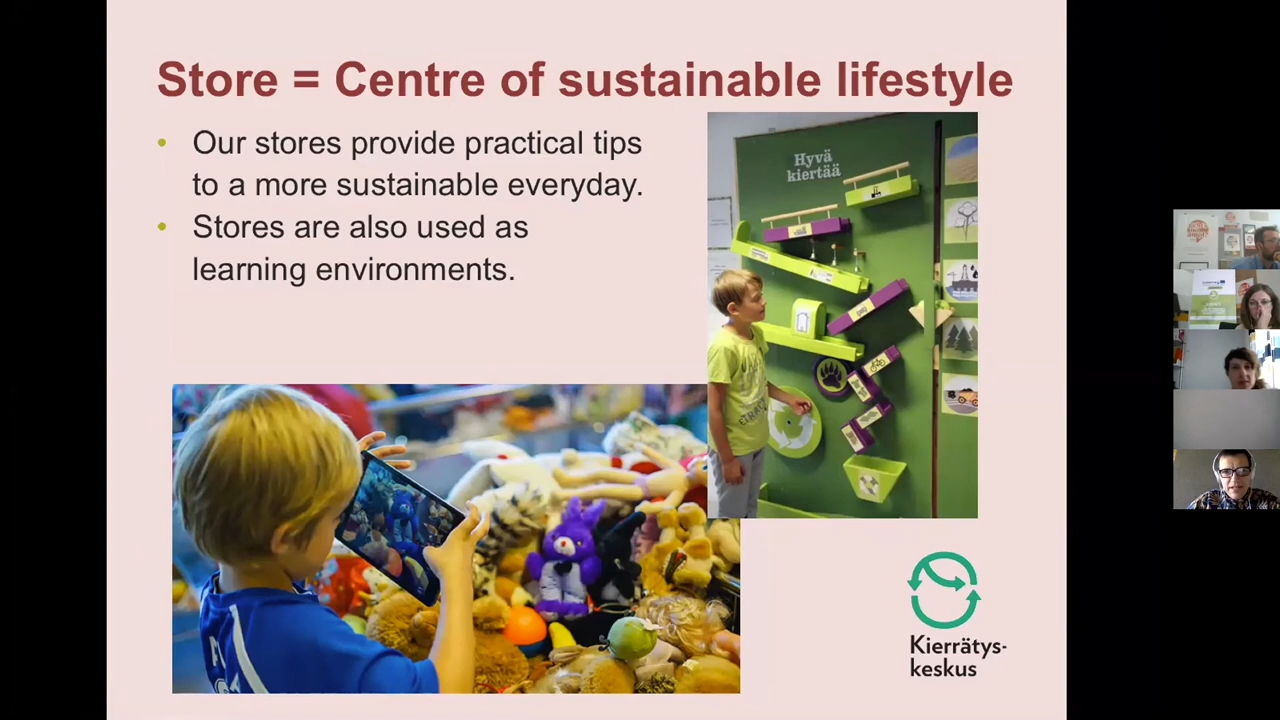 Store = Centre of sustainable lifestyle
• Our stores provide practical tips
to a more sustainable everyday.
• Stores are also used as
learning environments.
Hyvä
kiertää
Kierrätys-
keskus